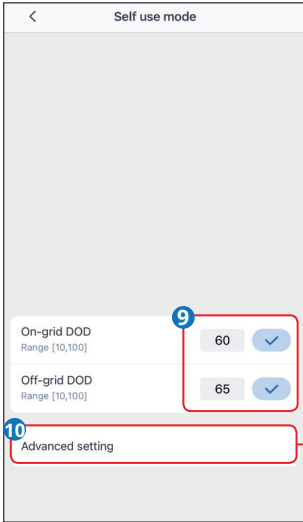 Self use mode
9
On-grid DOD
Range [10,100]
60
Off-grid DOD
Range [10,100]
65
10
Advanced setting